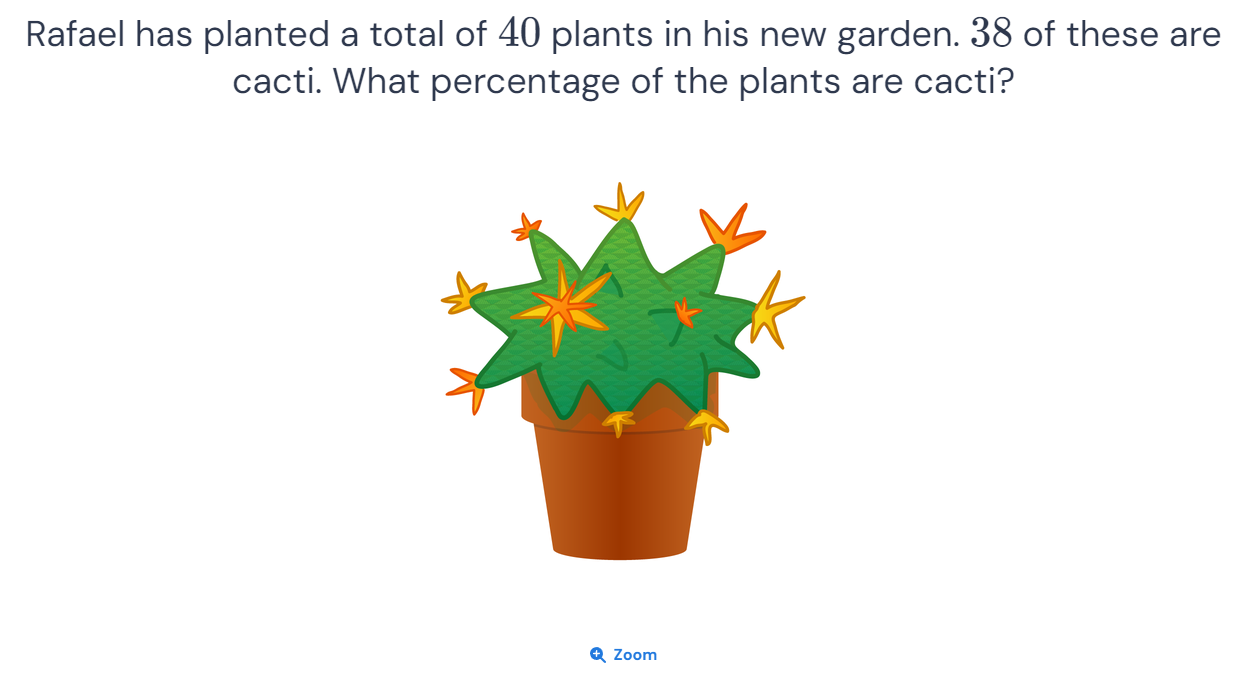 Rafael has planted a total of 40 plants in his new garden. 38 of these are
cacti. What percentage of the plants are cacti?
Zoom